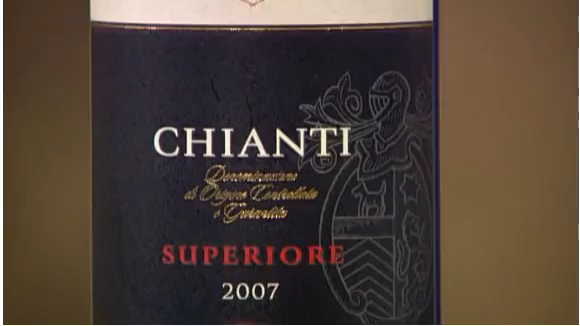 CHIANTI
Denominazione
di Origine Controllata
e Garantita
SUPERIORE
2007